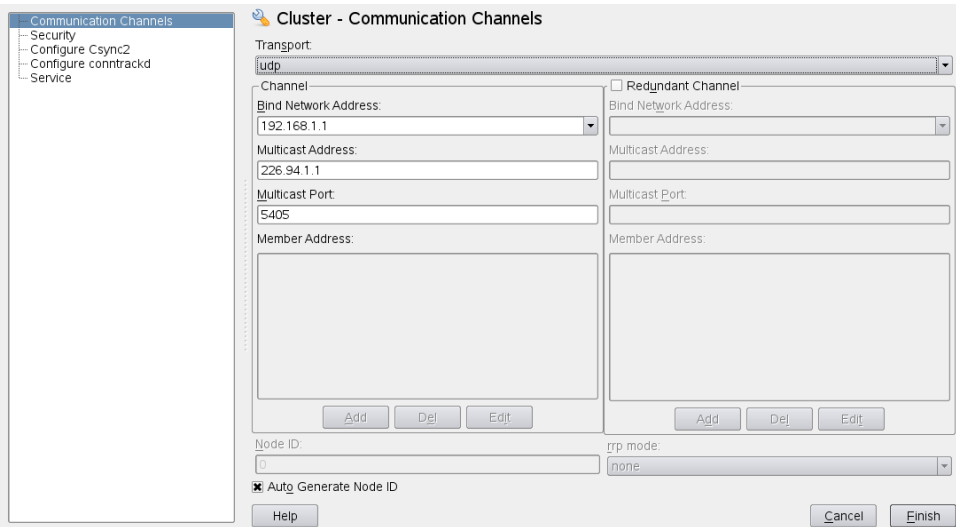 Communication Channels
Security
Configure Csync2
Configure conntrackd
Service
Cluster - Communication Channels
Transport:
udp
Channel
Bind Network Address:
192.168.1.1
Multicast Address:
226.94.1.1
Multicast Port:
5405
Member Address:
Add Del Edit
Redundant Channel
Bind Network Address:
Multicast Address:
Multicast Port:
Member Address:
Add Del Edit
Node ID:
0
rrp mode:
none
Auto Generate Node ID
Help
Cancel
Finish